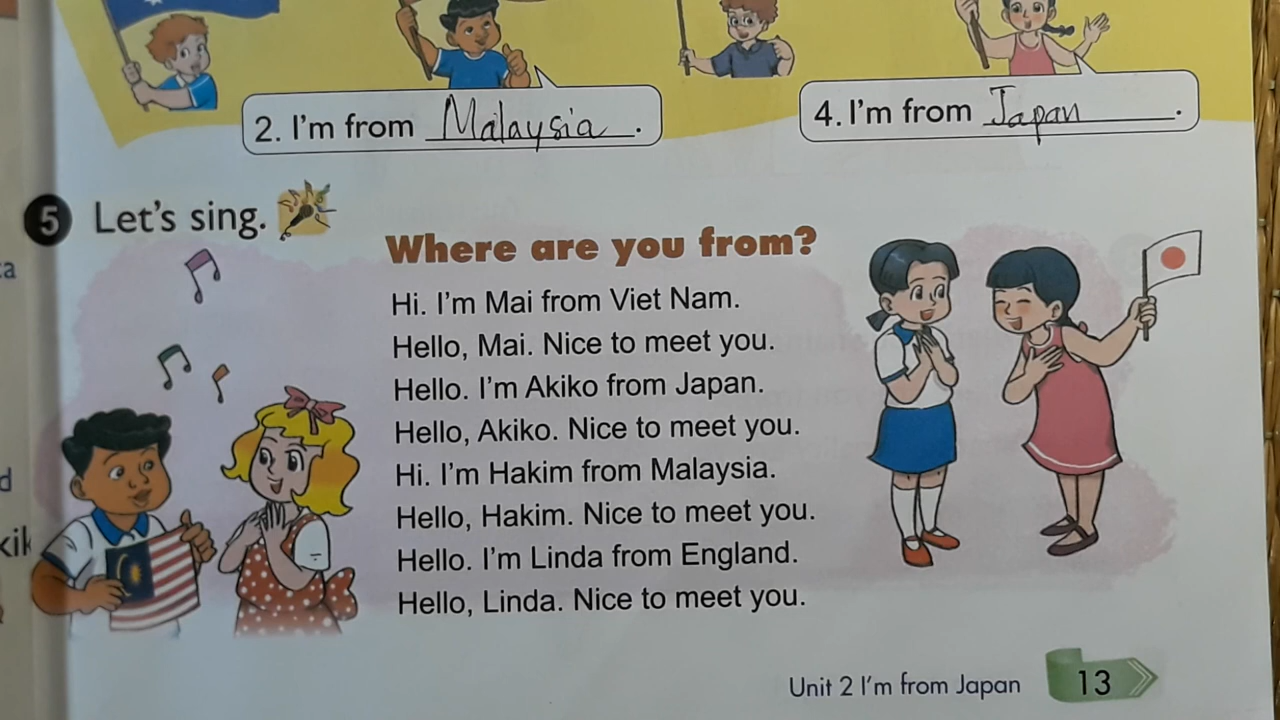 2. I'm from Malaysia.
4. I'm from Japan.
5 Let's sing.
Where are you from?
Hi. I'm Mai from Viet Nam.
Hello, Mai. Nice to meet you.
Hello. I'm Akiko from Japan.
Hello, Akiko. Nice to meet you.
Hi. I'm Hakim from Malaysia.
Hello, Hakim. Nice to meet you.
Hello. I'm Linda from England.
Hello, Linda. Nice to meet you.
Unit 2 I'm from Japan 13